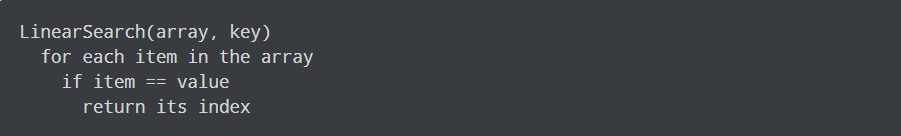 LinearSearch(array, key)
  for each item in the array
    if item == value
      return its index